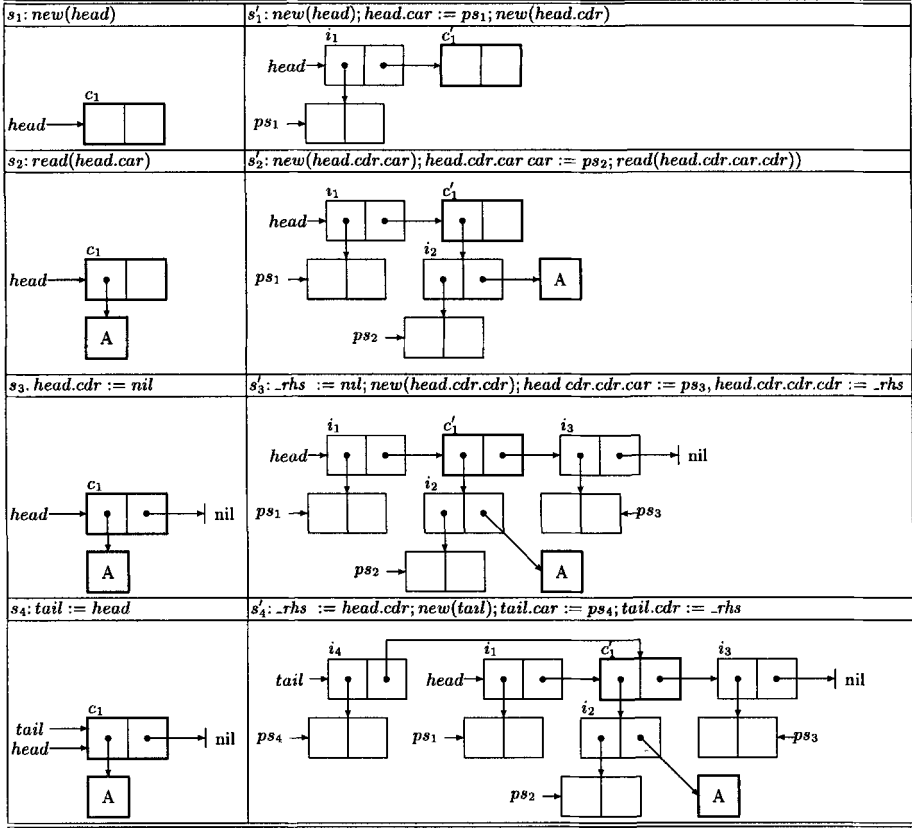 s₁: new(head) s′₁: new(head); head.car := ps₁; new(head.cdr)
i₁ c′₁
head
c₁
head ps₁
s₂: read(head.car) s′₂: new(head.cdr.car); head.cdr.car car := ps₂; read(head.cdr.car.cdr))
i₁ c′₁
head
c₁ i₂
head ps₁ A
A ps₂
s₃. head.cdr := nil s′₃: _rhs := nil; new(head.cdr.cdr); head cdr.cdr.car := ps₃, head.cdr.cdr.cdr := _rhs
i₁ c′₁ i₃
head nil
c₁ i₂
head nil ps₁ ps₃
A ps₂ A
s₄: tail := head s′₄: _rhs := head.cdr; new(tail); tail.car := ps₄; tail.cdr := _rhs
i₄ i₁ c′₁ i₃
tail head nil
c₁ i₂
tail
head nil ps₄ ps₁ ps₃
A ps₂ A